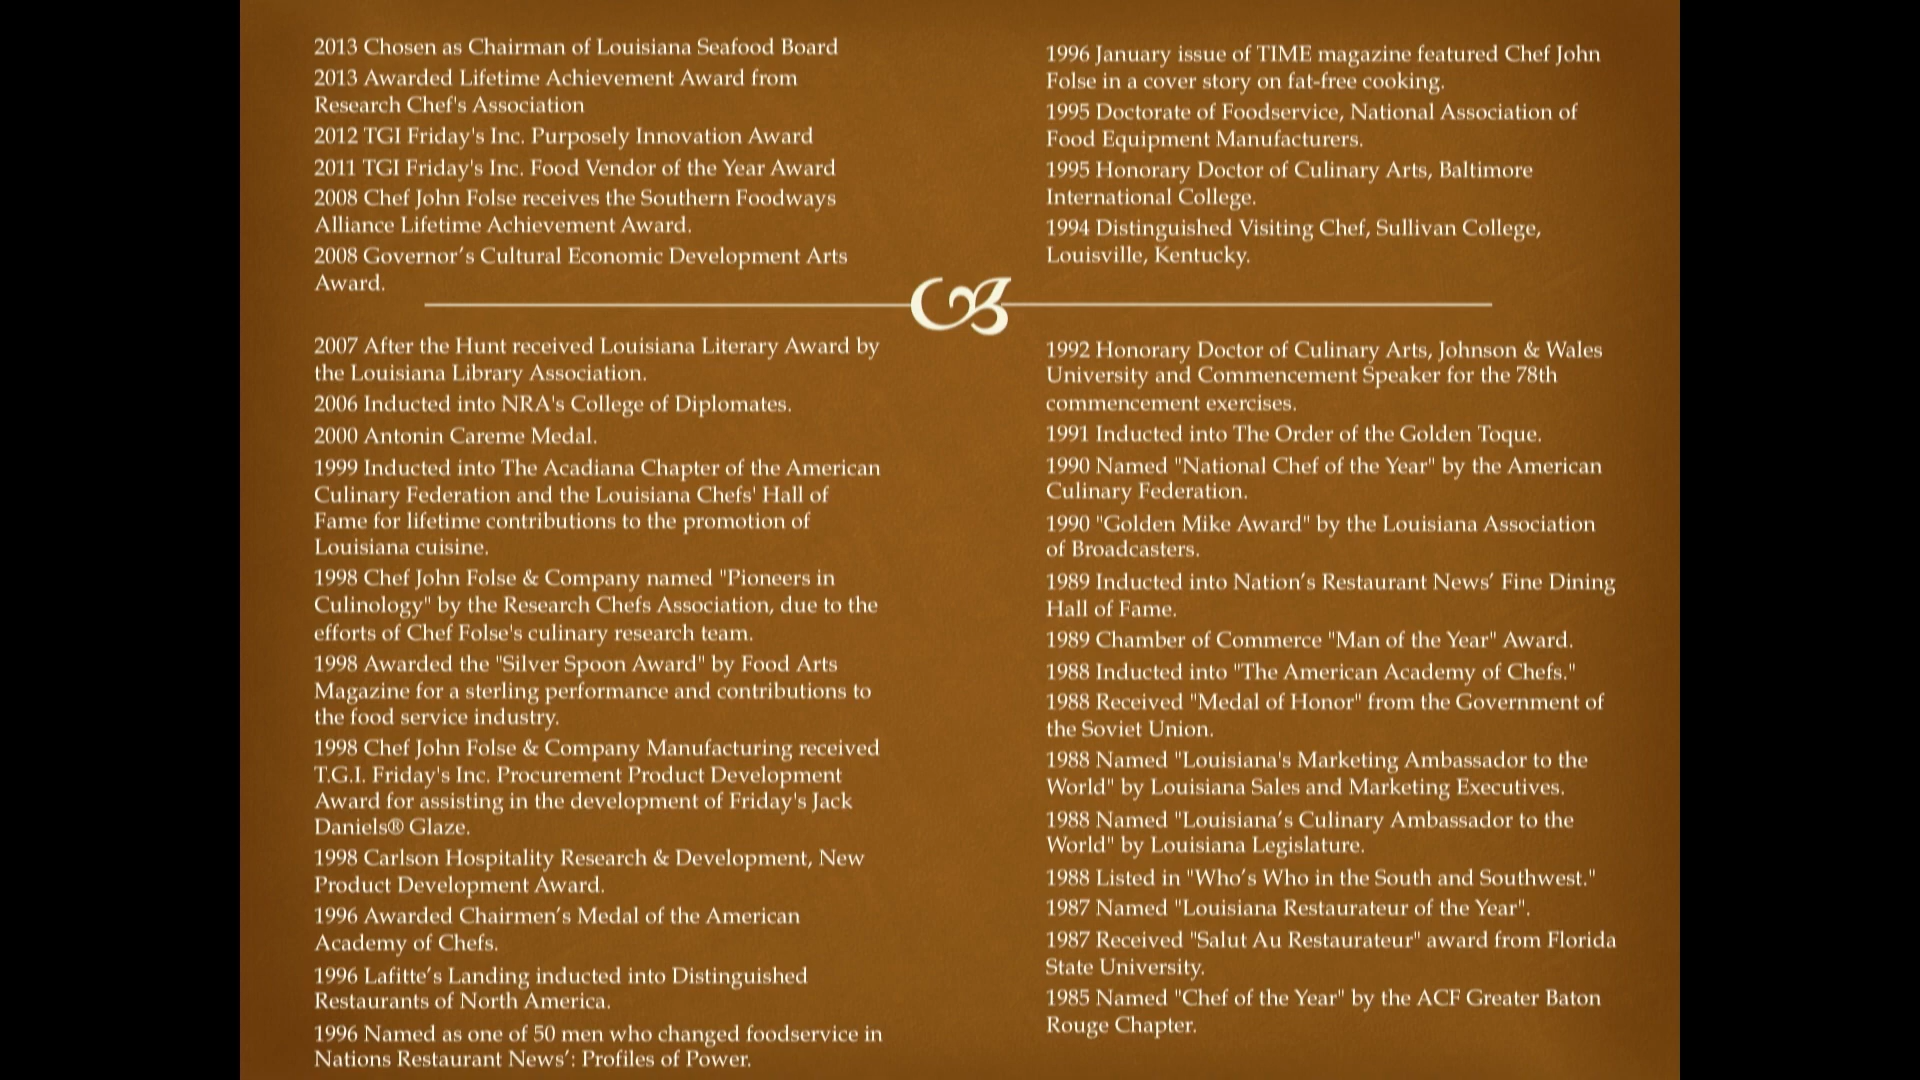 2013 Chosen as Chairman of Louisiana Seafood Board
2013 Awarded Lifetime Achievement Award from
Research Chef's Association
2012 TGI Friday's Inc. Purposely Innovation Award
2011 TGI Friday's Inc. Food Vendor of the Year Award
2008 Chef John Folse receives the Southern Foodways
Alliance Lifetime Achievement Award.
2008 Governor’s Cultural Economic Development Arts
Award.
2007 After the Hunt received Louisiana Literary Award by
the Louisiana Library Association.
2006 Inducted into NRA's College of Diplomates.
2000 Antonin Careme Medal.
1999 Inducted into The Acadiana Chapter of the American
Culinary Federation and the Louisiana Chefs' Hall of
Fame for lifetime contributions to the promotion of
Louisiana cuisine.
1998 Chef John Folse & Company named "Pioneers in
Culinology" by the Research Chefs Association, due to the
efforts of Chef Folse's culinary research team.
1998 Awarded the "Silver Spoon Award" by Food Arts
Magazine for a sterling performance and contributions to
the food service industry.
1998 Chef John Folse & Company Manufacturing received
T.G.I. Friday's Inc. Procurement Product Development
Award for assisting in the development of Friday's Jack
Daniels® Glaze.
1998 Carlson Hospitality Research & Development, New
Product Development Award.
1996 Awarded Chairmen’s Medal of the American
Academy of Chefs.
1996 Lafitte’s Landing inducted into Distinguished
Restaurants of North America.
1996 Named as one of 50 men who changed foodservice in
Nations Restaurant News’: Profiles of Power.
1996 January issue of TIME magazine featured Chef John
Folse in a cover story on fat-free cooking.
1995 Doctorate of Foodservice, National Association of
Food Equipment Manufacturers.
1995 Honorary Doctor of Culinary Arts, Baltimore
International College.
1994 Distinguished Visiting Chef, Sullivan College,
Louisville, Kentucky.
1992 Honorary Doctor of Culinary Arts, Johnson & Wales
University and Commencement Speaker for the 78th
commencement exercises.
1991 Inducted into The Order of the Golden Toque.
1990 Named "National Chef of the Year" by the American
Culinary Federation.
1990 "Golden Mike Award" by the Louisiana Association
of Broadcasters.
1989 Inducted into Nation’s Restaurant News’ Fine Dining
Hall of Fame.
1989 Chamber of Commerce "Man of the Year" Award.
1988 Inducted into "The American Academy of Chefs."
1988 Received "Medal of Honor" from the Government of
the Soviet Union.
1988 Named "Louisiana's Marketing Ambassador to the
World" by Louisiana Sales and Marketing Executives.
1988 Named "Louisiana’s Culinary Ambassador to the
World" by Louisiana Legislature.
1988 Listed in "Who’s Who in the South and Southwest."
1987 Named "Louisiana Restaurateur of the Year".
1987 Received "Salut Au Restaurateur" award from Florida
State University.
1985 Named "Chef of the Year" by the ACF Greater Baton
Rouge Chapter.